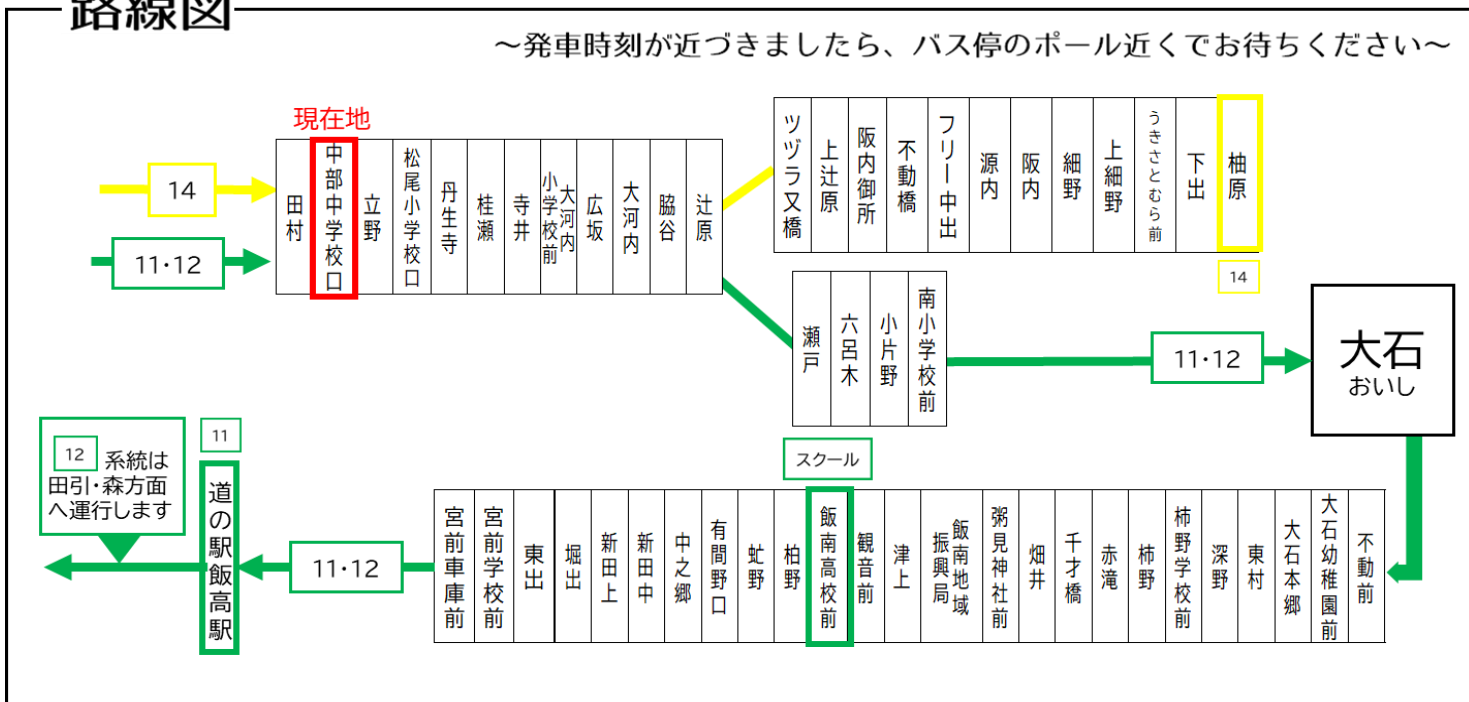 路線図
～発車時刻が近づきましたら、バス停のポール近くでお待ちください～
現在地
14
11・12
田村
中部中学校口
立野
松尾小学校口
丹生寺
桂瀬
寺井
大河内
小学校前
広坂
大河内
脇谷
辻原
ツヅラ又橋
上辻原
阪内御所
不動橋
フリー中出
源内
阪内
細野
上細野
うきさとむら前
下出
柚原
14
瀬戸
六呂木
小片野
南小学校前
11・12
大石
おいし
不動前
大石幼稚園前
大石本郷
東村
深野
柿野学校前
柿野
赤滝
千才橋
畑井
粥見神社前
飯南地域
振興局
津上
観音前
スクール
飯南高校前
柏野
虻野
有間野口
中之郷
新田中
新田上
堀出
東出
宮前学校前
宮前車庫前
11・12
11
道の駅飯高駅
12 系統は
田引・森方面
へ運行します